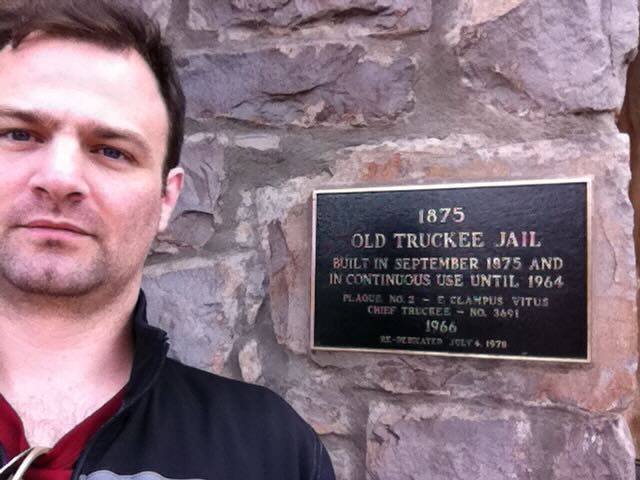 1875
OLD TRUCKEE JAIL
BUILT IN SEPTEMBER 1875 AND
IN CONTINUOUS USE UNTIL 1964
PLAQUE NO. 2 – E CLAMPUS VITUS
CHIEF TRUCKEE – NO. 3691
1966
RE-DEDICATED JULY 4, 1978